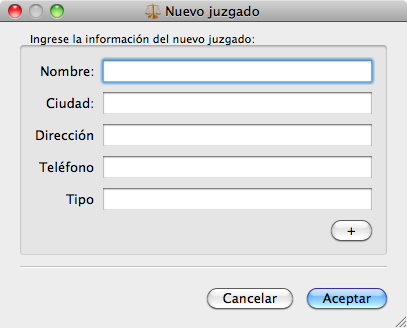 Nuevo juzgado
Ingrese la información del nuevo juzgado:
Nombre:
Ciudad:
Dirección
Teléfono
Tipo
+
Cancelar Aceptar